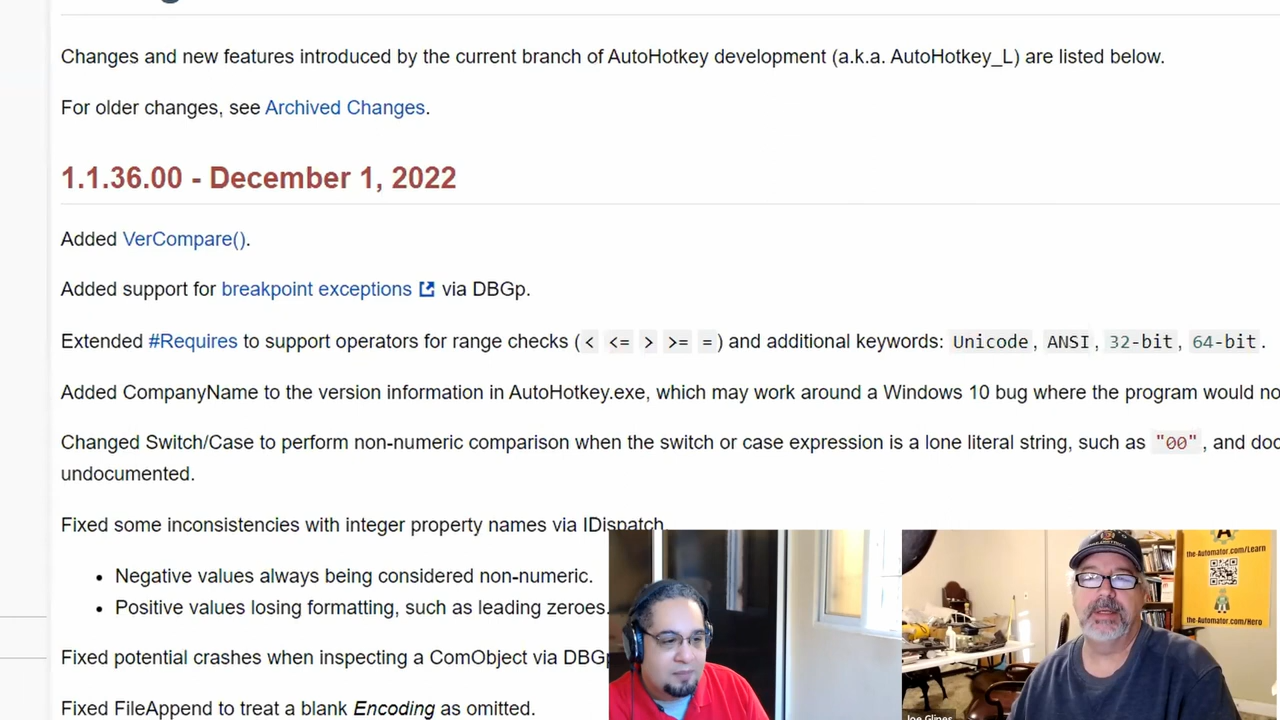 Changes and new features introduced by the current branch of AutoHotkey development (a.k.a. AutoHotkey_L) are listed below.
For older changes, see Archived Changes.
1.1.36.00 - December 1, 2022
Added VerCompare().
Added support for breakpoint exceptions via DBGp.
Extended #Requires to support operators for range checks (< <= > >= =) and additional keywords: Unicode, ANSI, 32-bit, 64-bit.
Added CompanyName to the version information in AutoHotkey.exe, which may work around a Windows 10 bug where the program would
Changed Switch/Case to perform non-numeric comparison when the switch or case expression is a lone literal string, such as "00", and
undocumented.
Fixed some inconsistencies with integer property names via IDispatch
• Negative values always being considered non-numeric.
• Positive values losing formatting, such as leading zeroes.
Fixed potential crashes when inspecting a ComObject via
Fixed FileAppend to treat a blank Encoding as omitted.
the-Automator.com/Learn
the-Automator.com/Hero
Joe Glines